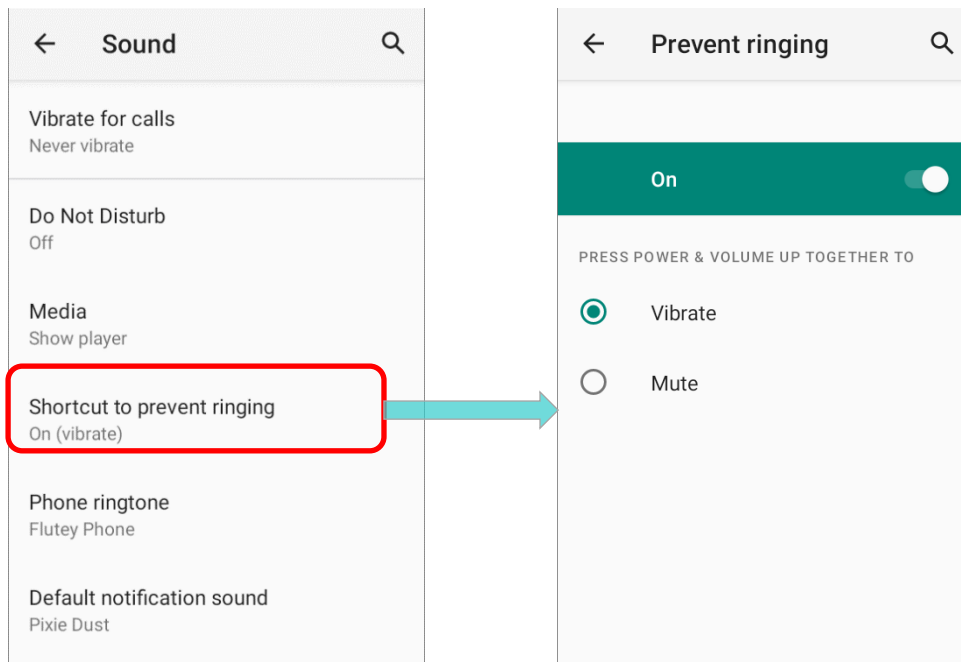 Sound
Vibrate for calls
Never vibrate
Do Not Disturb
Off
Media
Show player
Shortcut to prevent ringing
On (vibrate)
Phone ringtone
Flutey Phone
Default notification sound
Pixie Dust
Prevent ringing
On
PRESS POWER & VOLUME UP TOGETHER TO
Vibrate
Mute